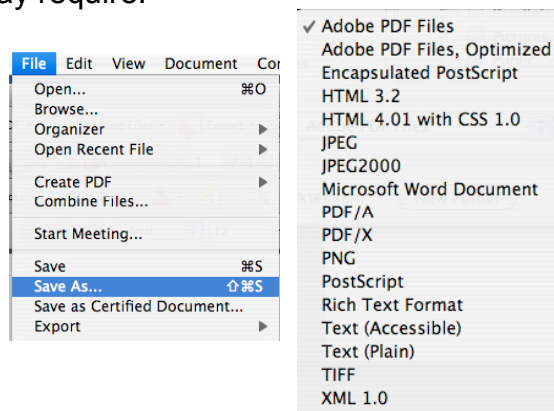 ay require.
File Edit View Document Co
Open... ⌘O
Browse...
Organizer ▶
Open Recent File ▶
Create PDF ▶
Combine Files...
Start Meeting...
Save ⌘S
Save As... ⇧⌘S
Save as Certified Document...
Export ▶
✓ Adobe PDF Files
Adobe PDF Files, Optimized
Encapsulated PostScript
HTML 3.2
HTML 4.01 with CSS 1.0
JPEG
JPEG2000
Microsoft Word Document
PDF/A
PDF/X
PNG
PostScript
Rich Text Format
Text (Accessible)
Text (Plain)
TIFF
XML 1.0